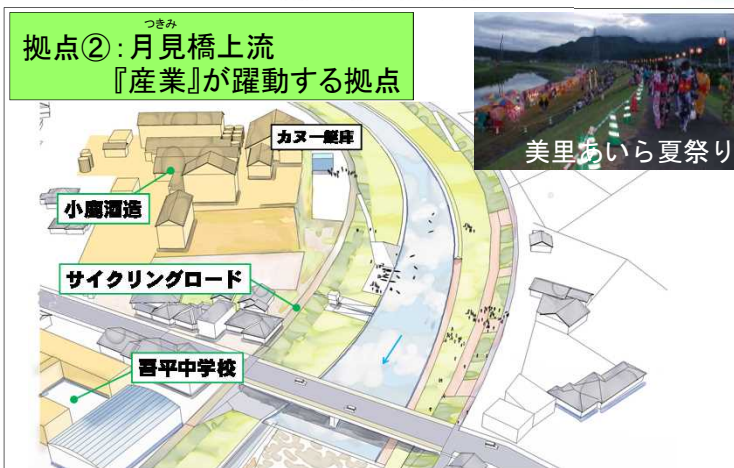 つきみ
拠点②:月見橋上流
『産業』が躍動する拠点
美里あいら夏祭り
カヌー艇庫
小鹿酒造
サイクリングロード
吾平中学校